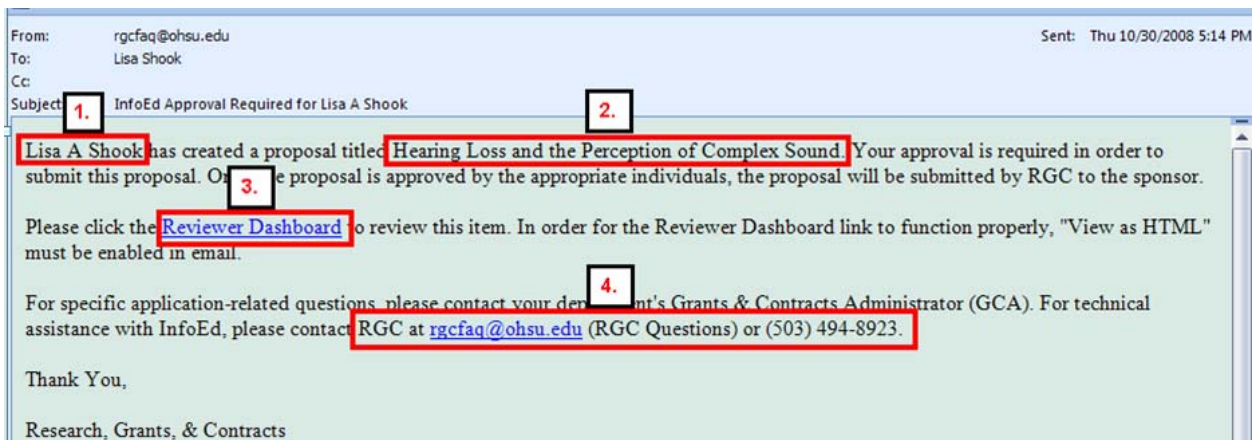 From: rgcfaq@ohsu.edu Sent: Thu 10/30/2008 5:14 PM
To: Lisa Shook
Cc:
Subject: InfoEd Approval Required for Lisa A Shook
1.
2.
Lisa A Shook has created a proposal titled Hearing Loss and the Perception of Complex Sound. Your approval is required in order to
submit this proposal. On e proposal is approved by the appropriate individuals, the proposal will be submitted by RGC to the sponsor.
3.
Please click the Reviewer Dashboard to review this item. In order for the Reviewer Dashboard link to function properly, "View as HTML"
must be enabled in email.
4.
For specific application-related questions, please contact your dep nt's Grants & Contracts Administrator (GCA). For technical
assistance with InfoEd, please contact RGC at rgcfaq@ohsu.edu (RGC Questions) or (503) 494-8923.
Thank You,
Research, Grants, & Contracts